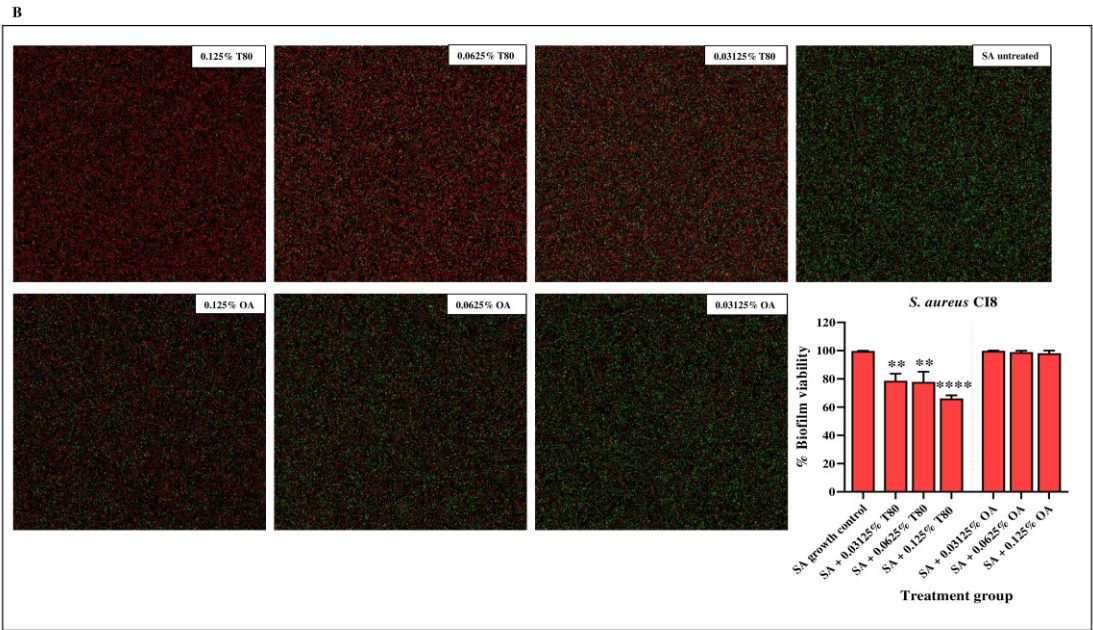 B
0.125% T80
0.0625% T80
0.03125% T80
SA untreated
0.125% OA
0.0625% OA
0.03125% OA
S. aureus CI8
% Biofilm viability
120
100
80
60
40
20
0
**
**
****
SA growth control
SA + 0.03125% T80
SA + 0.0625% T80
SA + 0.125% T80
SA + 0.03125% OA
SA + 0.0625% OA
SA + 0.125% OA
Treatment group